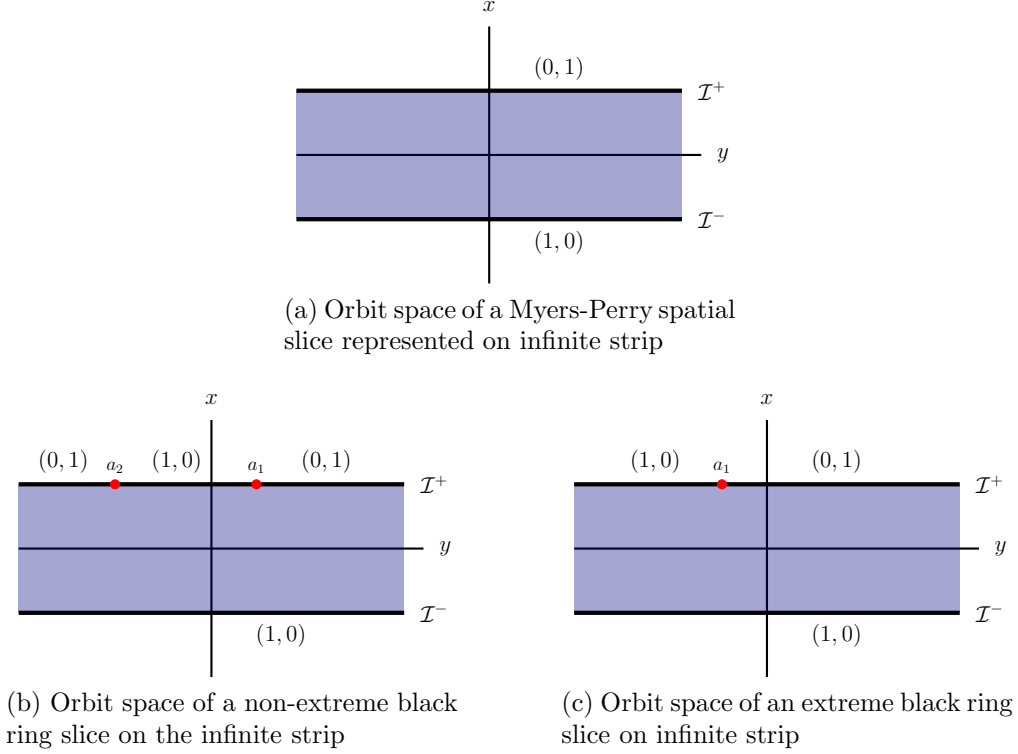 x
(0, 1)
ℐ⁺
y
ℐ⁻
(1, 0)
(a) Orbit space of a Myers-Perry spatial
slice represented on infinite strip
x
(0, 1) a₂ (1, 0) a₁ (0, 1)
ℐ⁺
y
ℐ⁻
(1, 0)
(b) Orbit space of a non-extreme black
ring slice on the infinite strip
x
(1, 0) a₁ (0, 1)
ℐ⁺
y
ℐ⁻
(1, 0)
(c) Orbit space of an extreme black ring
slice on infinite strip